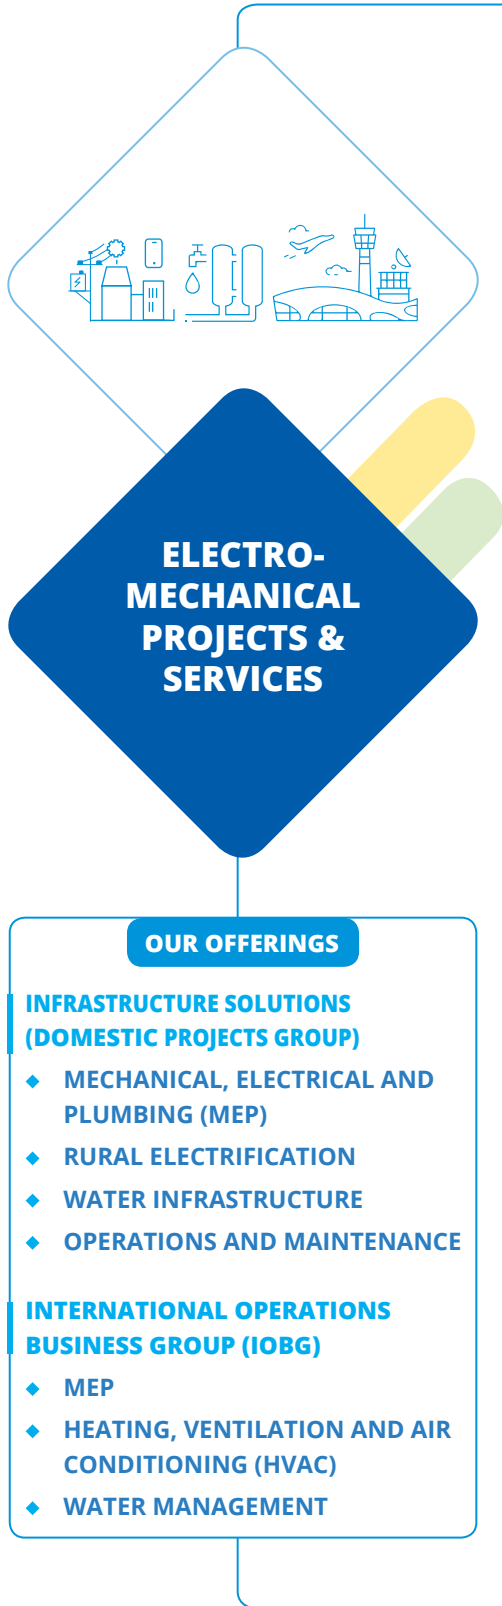 ELECTRO-
MECHANICAL
PROJECTS &
SERVICES
OUR OFFERINGS
INFRASTRUCTURE SOLUTIONS
(DOMESTIC PROJECTS GROUP)
MECHANICAL, ELECTRICAL AND
PLUMBING (MEP)
RURAL ELECTRIFICATION
WATER INFRASTRUCTURE
OPERATIONS AND MAINTENANCE
INTERNATIONAL OPERATIONS
BUSINESS GROUP (IOBG)
MEP
HEATING, VENTILATION AND AIR
CONDITIONING (HVAC)
WATER MANAGEMENT